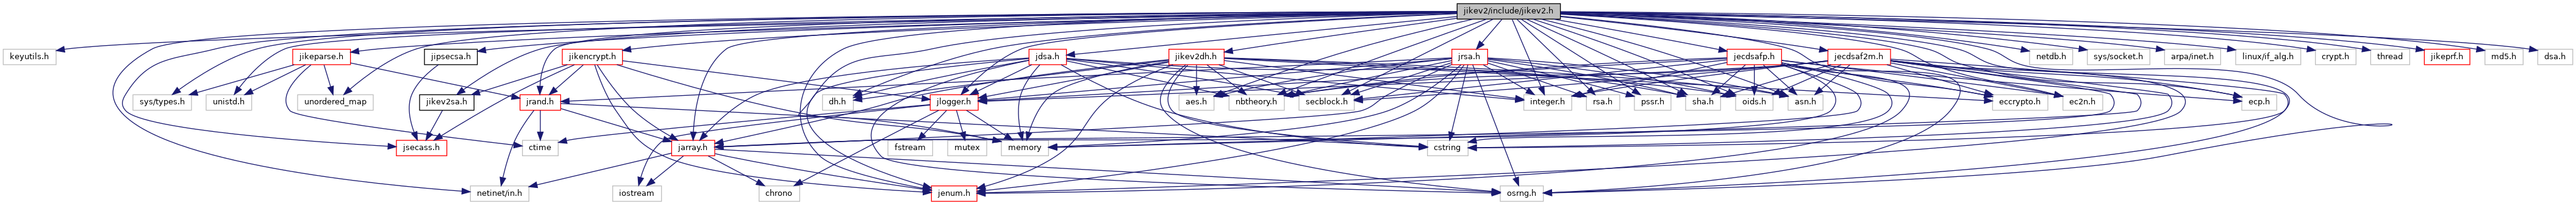 jikev2/include/jikev2.h
keyutils.h
jikeparse.h
jipsecsa.h
jikencrypt.h
jdsa.h
jikev2dh.h
jrsa.h
jecdsafp.h
jecdsaf2m.h
netdb.h
sys/socket.h
arpa/inet.h
linux/if_alg.h
crypt.h
thread
jikeprf.h
md5.h
dsa.h
sys/types.h
unistd.h
unordered_map
jikev2sa.h
jrand.h
dh.h
jlogger.h
aes.h
nbtheory.h
secblock.h
integer.h
rsa.h
pssr.h
sha.h
oids.h
asn.h
eccrypto.h
ec2n.h
ecp.h
jsecass.h
ctime
jarray.h
fstream
mutex
memory
cstring
netinet/in.h
iostream
chrono
jenum.h
osrng.h